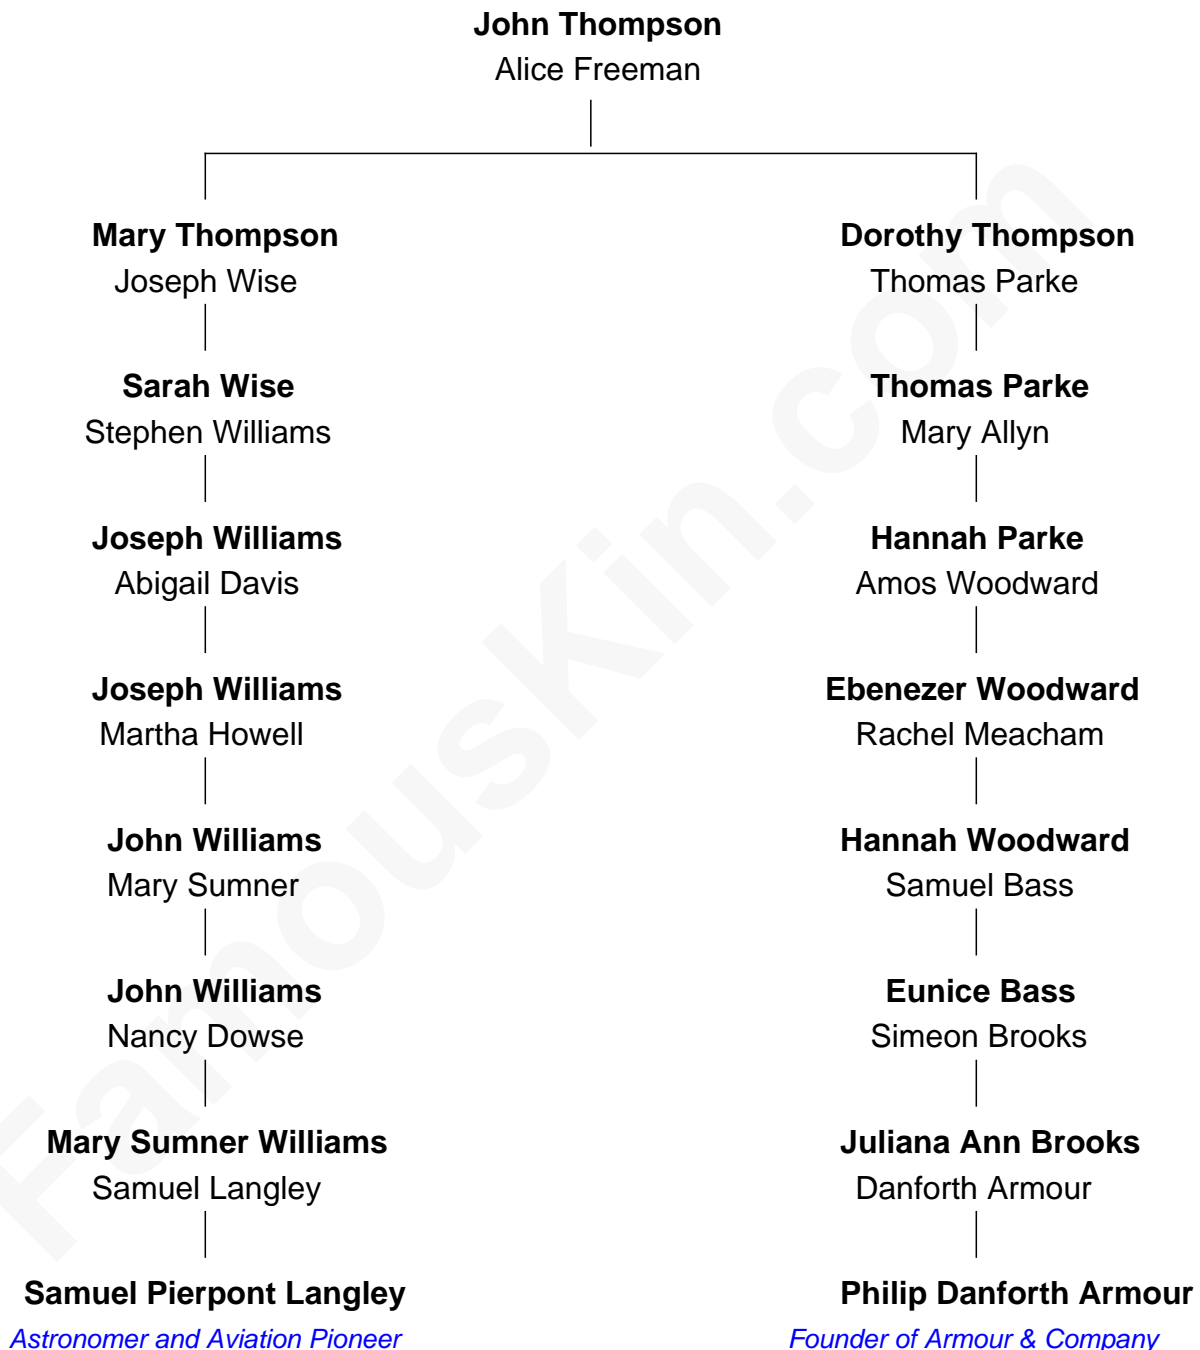 John Thompson
Alice Freeman
Mary Thompson
Joseph Wise
Dorothy Thompson
Thomas Parke
Sarah Wise
Stephen Williams
Thomas Parke
Mary Allyn
Joseph Williams
Abigail Davis
Hannah Parke
Amos Woodward
Joseph Williams
Martha Howell
Ebenezer Woodward
Rachel Meacham
John Williams
Mary Sumner
Hannah Woodward
Samuel Bass
John Williams
Nancy Dowse
Eunice Bass
Simeon Brooks
Mary Sumner Williams
Samuel Langley
Juliana Ann Brooks
Danforth Armour
Samuel Pierpont Langley
Astronomer and Aviation Pioneer
Philip Danforth Armour
Founder of Armour & Company
FamousKin.com